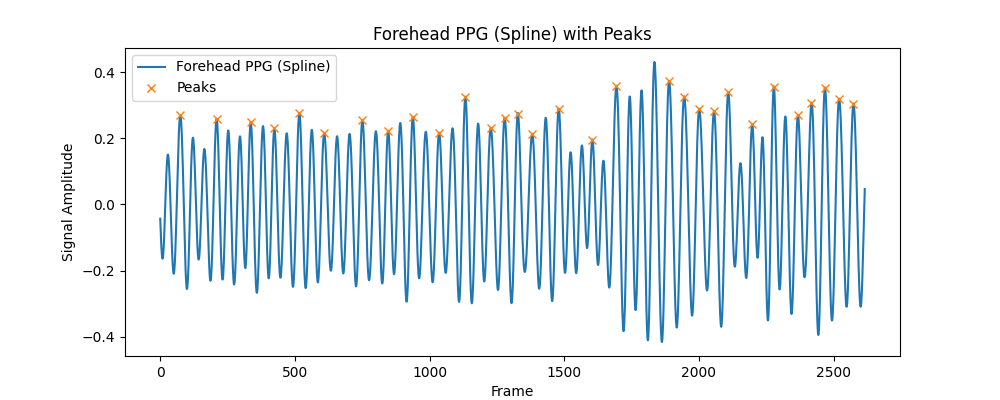 Forehead PPG (Spline) with Peaks
Forehead PPG (Spline)
Peaks
0.4
0.2
0.0
−0.2
−0.4
Signal Amplitude
0 500 1000 1500 2000 2500
Frame